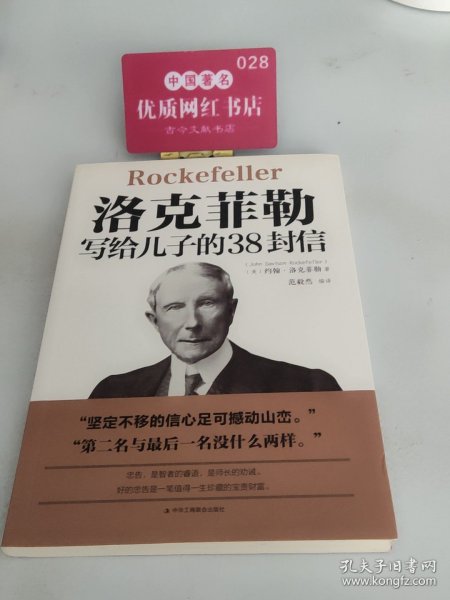 028
中国著名
优质网红书店
古今文献书店
Rockefeller
洛克菲勒
写给儿子的38封信
(John Davison Rockefeller)
(美) 约翰·洛克菲勒 著
范毅然 编译
“坚定不移的信心足可撼动山峦。”
“第二名与最后一名没什么两样。”
忠告，是智者的睿语，是师长的劝诫。
好的忠告是一笔值得一生珍藏的宝贵财富。
中华工商联合出版社
孔夫子旧书网
www.kongfz.com